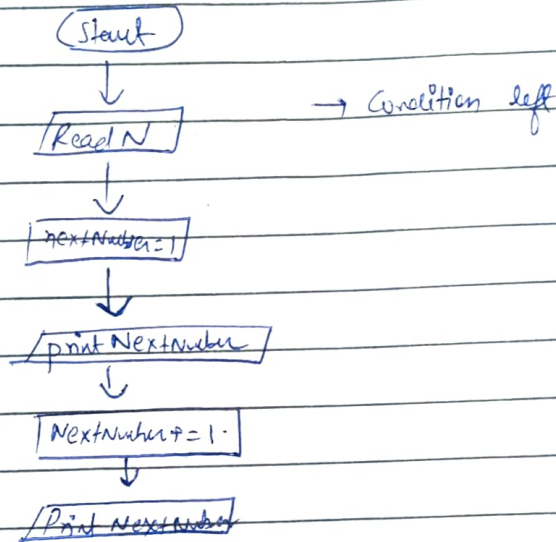 Start
→ Condition left
Read N
nextNumber = 1
print NextNumber
NextNumber += 1.
Print NextNumber